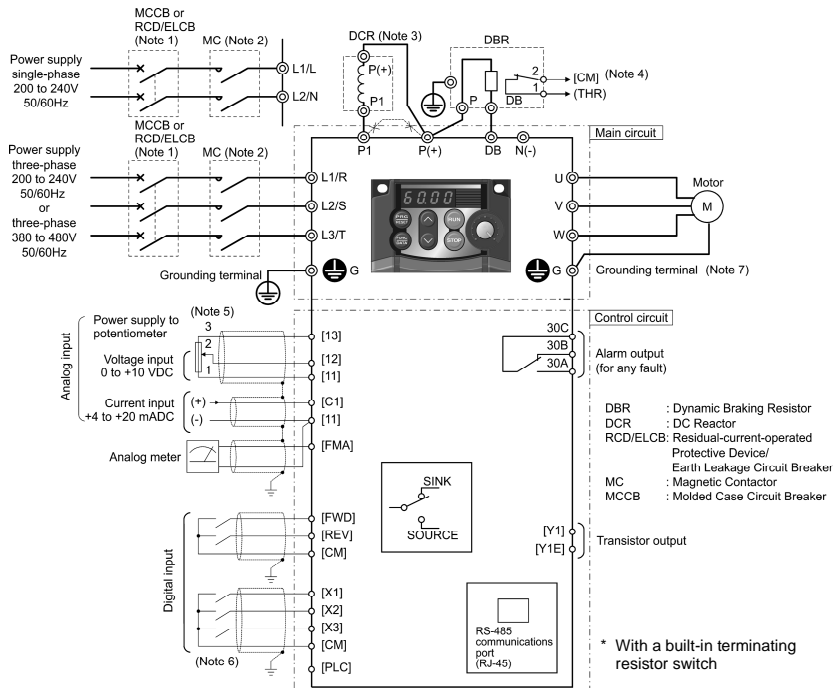 MCCB or
RCD/ELCB
(Note 1)
MC (Note 2)
Power supply
single-phase
200 to 240V
50/60Hz
L1/L
L2/N
DCR (Note 3)
P(+)
P1
DBR
P
DB
2
1
[CM] (Note 4)
(THR)
MCCB or
RCD/ELCB
(Note 1)
MC (Note 2)
Power supply
three-phase
200 to 240V
50/60Hz
or
three-phase
380 to 480V
50/60Hz
P1
P(+)
DB
N(-)
Main circuit
L1/R
L2/S
L3/T
60.00
PRG
RESET
RUN
FUNC
DATA
STOP
U
V
W
Motor
M
Grounding terminal
G
G
Grounding terminal (Note 7)
Control circuit
Analog input
(Note 5)
Power supply to
potentiometer
3
2
1
Voltage input
0 to +10 VDC
Current input
+4 to +20 mADC
(+)
(-)
Analog meter
[13]
[12]
[11]
[C1]
[11]
[FMA]
30C
30B
30A
Alarm output
(for any fault)
DBR : Dynamic Braking Resistor
DCR : DC Reactor
RCD/ELCB: Residual-current-operated
Protective Device/
Earth Leakage Circuit Breaker
MC : Magnetic Contactor
MCCB : Molded Case Circuit Breaker
SINK
SOURCE
Digital input
[FWD]
[REV]
[CM]
[X1]
[X2]
[X3]
[CM]
(Note 6)
[PLC]
[Y1]
[Y1E]
Transistor output
RS-485
communications
port
(RJ-45)
* With a built-in terminating
resistor switch